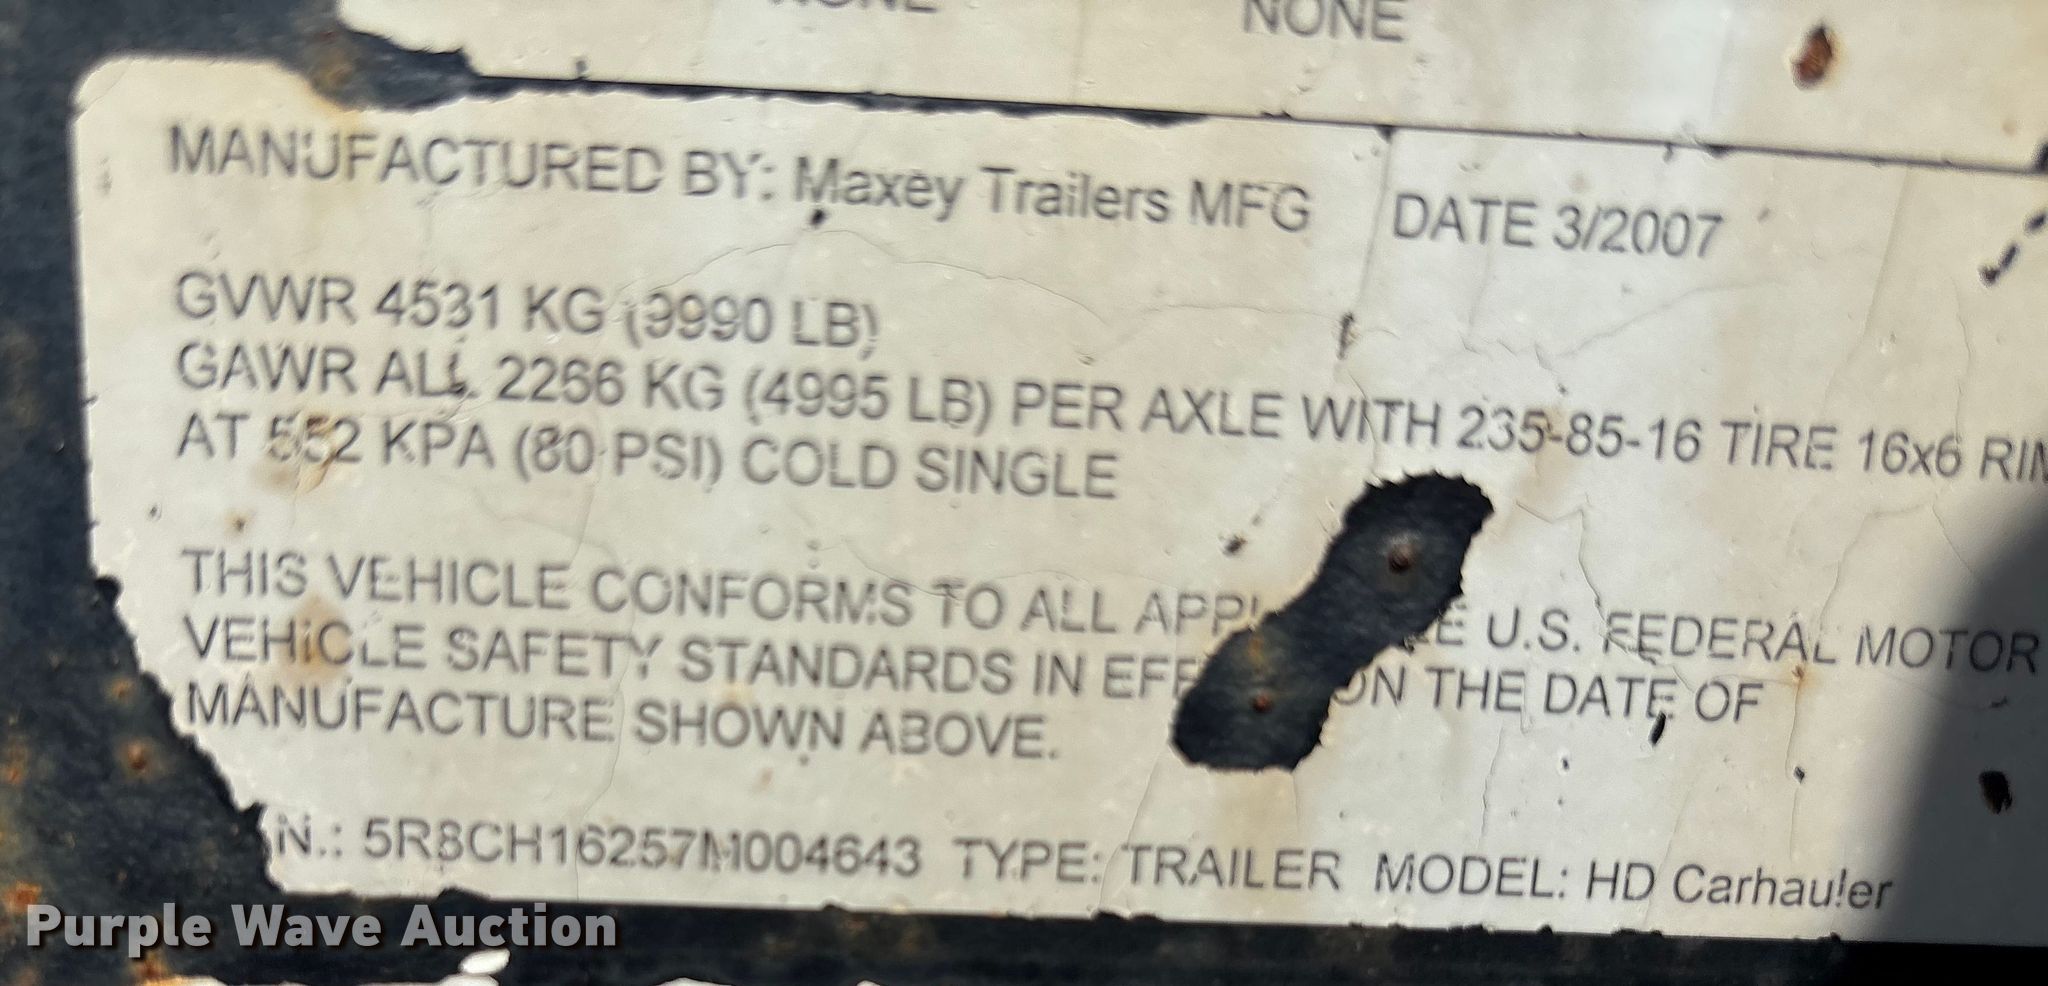 NONE NONE
MANUFACTURED BY: Maxey Trailers MFG DATE 3/2007
GVWR 4531 KG (9990 LB)
GAWR ALL 2266 KG (4995 LB) PER AXLE WITH 235-85-16 TIRE 16x6 RIM
AT 552 KPA (80 PSI) COLD SINGLE
THIS VEHICLE CONFORMS TO ALL U.S. FEDERAL MOTOR
VEHICLE SAFETY STANDARDS IN ON THE DATE OF
MANUFACTURE SHOWN ABOVE.
N.: 5R8CH16257M004643 TYPE: TRAILER MODEL: HD Carhauler
Purple Wave Auction